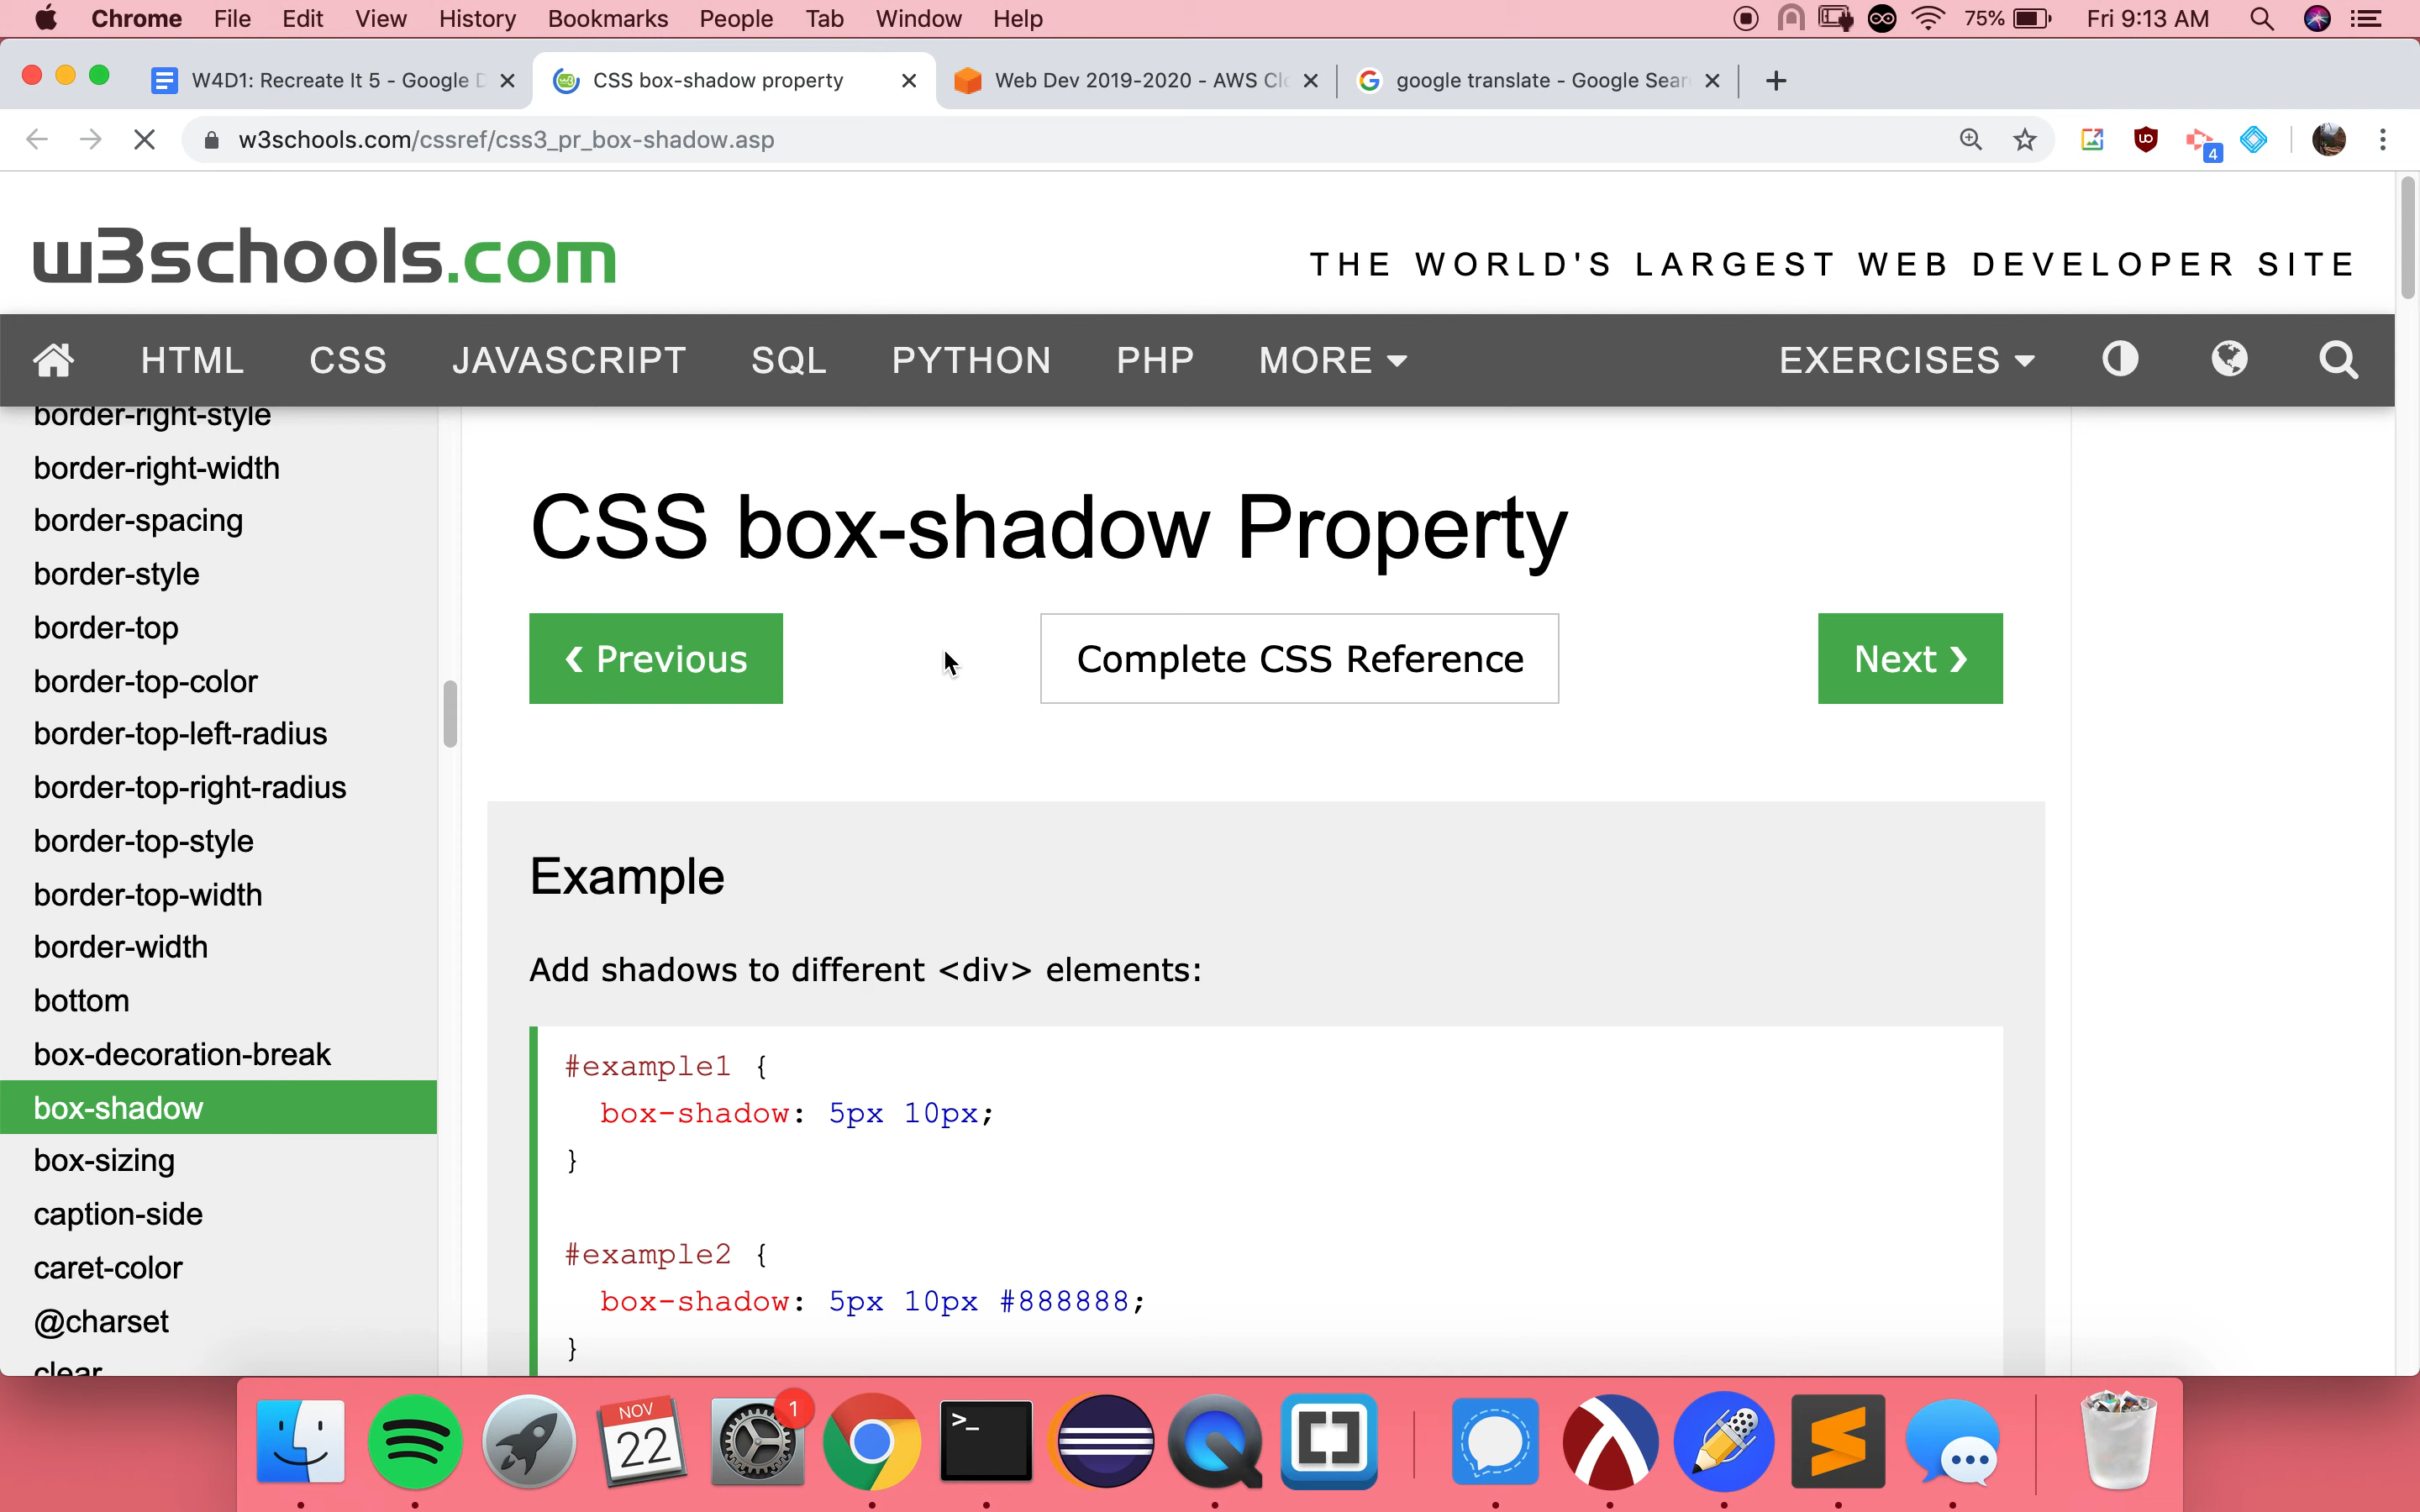 Chrome File Edit View History Bookmarks People Tab Window Help
75% Fri 9:13 AM
W4D1: Recreate It 5 - Google D
CSS box-shadow property
Web Dev 2019-2020 - AWS Clo
google translate - Google Sear
w3schools.com/cssref/css3_pr_box-shadow.asp
4
w3schools.com
THE WORLD'S LARGEST WEB DEVELOPER SITE
HTML CSS JAVASCRIPT SQL PYTHON PHP MORE EXERCISES
border-right-style
border-right-width
border-spacing
border-style
border-top
border-top-color
border-top-left-radius
border-top-right-radius
border-top-style
border-top-width
border-width
bottom
box-decoration-break
box-shadow
box-sizing
caption-side
caret-color
@charset
clear
CSS box-shadow Property
❮ Previous
Complete CSS Reference
Next ❯
Example
Add shadows to different <div> elements:
#example1 {
box-shadow: 5px 10px;
}
#example2 {
box-shadow: 5px 10px #888888;
}
NOV
22
1
>_